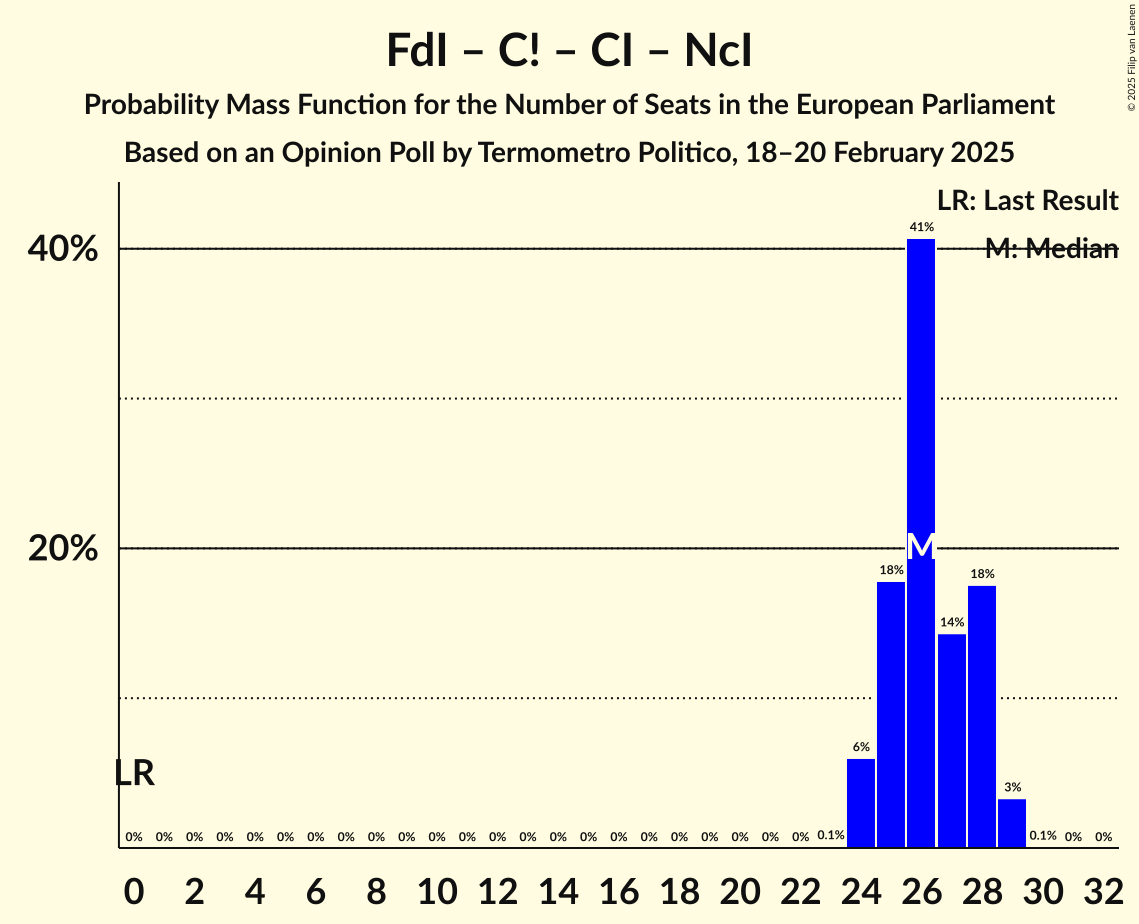 FdI – C! – CI – NcI
Probability Mass Function for the Number of Seats in the European Parliament
Based on an Opinion Poll by Termometro Politico, 18–20 February 2025
© 2025 Filip van Laenen
LR: Last Result
M: Median
40%
20%
41%
M
18%
18%
14%
6%
3%
LR
0% 0% 0% 0% 0% 0% 0% 0% 0% 0% 0% 0% 0% 0% 0% 0% 0% 0% 0% 0% 0% 0% 0% 0.1% 0.1% 0% 0%
0 2 4 6 8 10 12 14 16 18 20 22 24 26 28 30 32